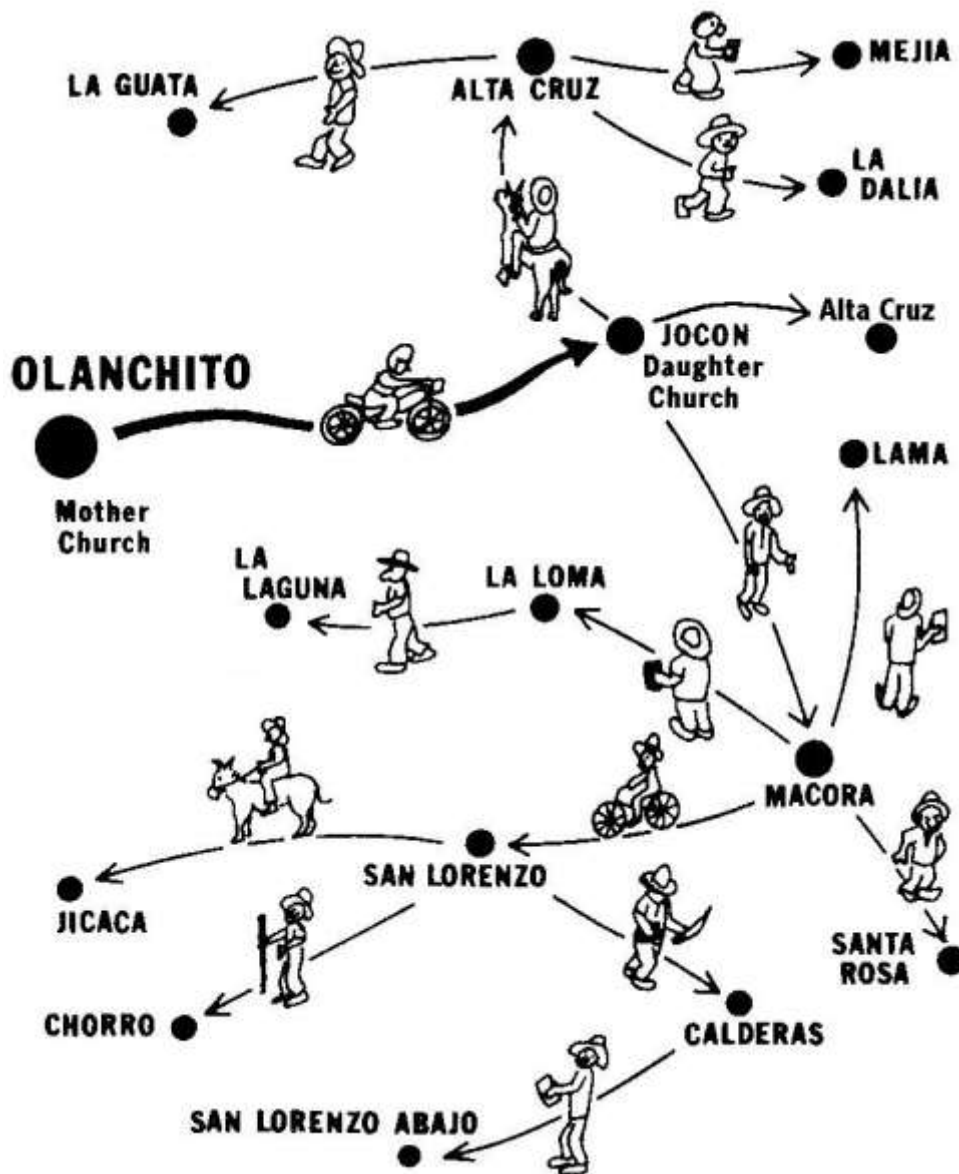 LA GUATA
ALTA CRUZ
MEJIA
LA
DALIA
Alta Cruz
JOCON
Daughter
Church
OLANCHITO
Mother
Church
LAMA
LA
LAGUNA
LA LOMA
MACORA
SAN LORENZO
JICACA
SANTA
ROSA
CHORRO
CALDERAS
SAN LORENZO ABAJO